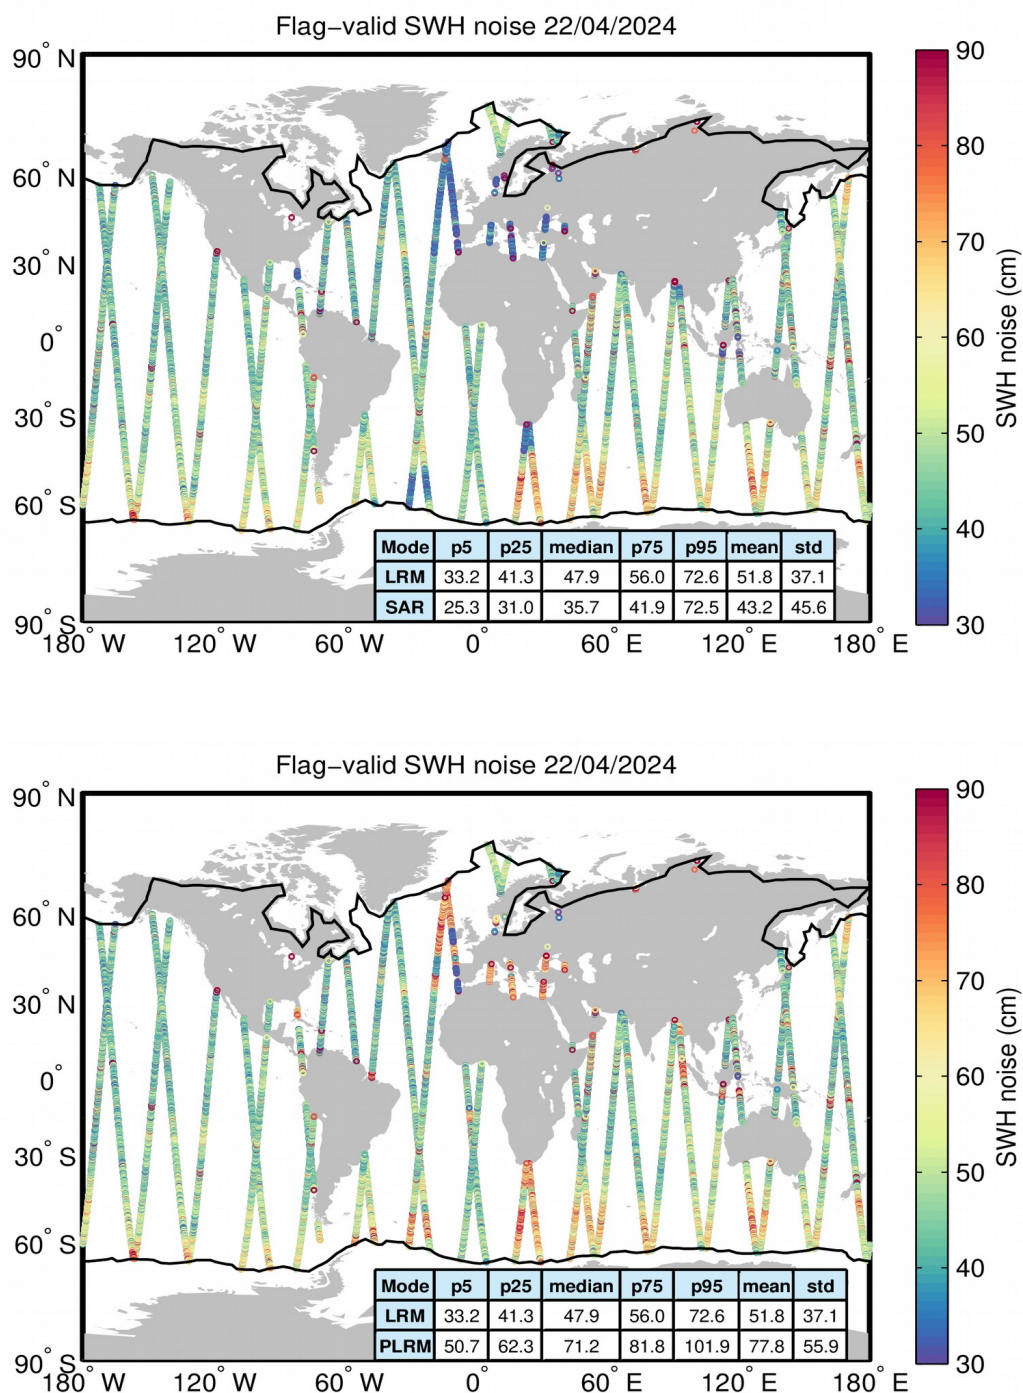 Flag−valid SWH noise 22/04/2024
90° N
60° N
30° N
0°
30° S
60° S
90° S
180° W
120° W
60° W
0°
60° E
120° E
180° E
90
80
70
60
50
40
30
SWH noise (cm)
Mode p5 p25 median p75 p95 mean std
LRM 33.2 41.3 47.9 56.0 72.6 51.8 37.1
SAR 25.3 31.0 35.7 41.9 72.5 43.2 45.6
Flag−valid SWH noise 22/04/2024
90° N
60° N
30° N
0°
30° S
60° S
90° S
180° W
120° W
60° W
0°
60° E
120° E
180° E
90
80
70
60
50
40
30
SWH noise (cm)
Mode p5 p25 median p75 p95 mean std
LRM 33.2 41.3 47.9 56.0 72.6 51.8 37.1
PLRM 50.7 62.3 71.2 81.8 101.9 77.8 55.9